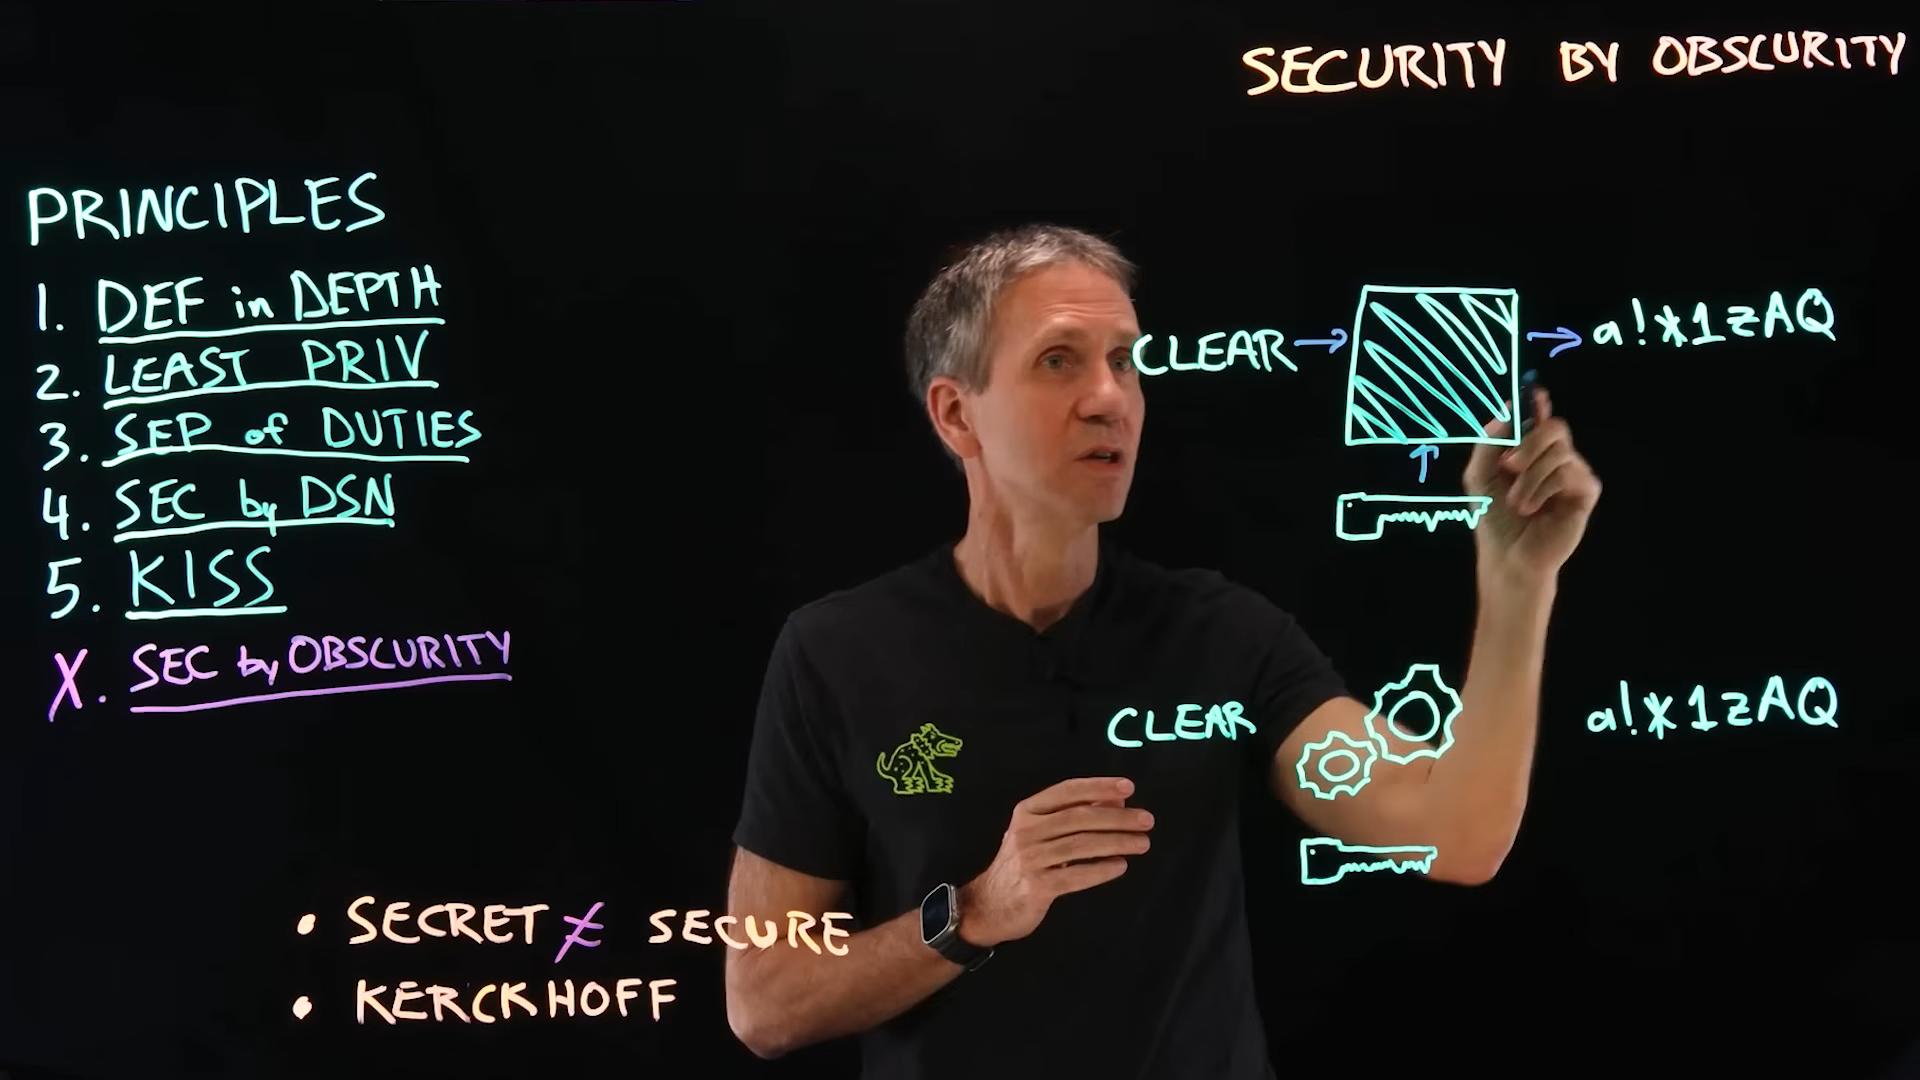 SECURITY BY OBSCURITY
PRINCIPLES
1. DEF in DEPTH
2. LEAST PRIV
3. SEP of DUTIES
4. SEC by DSN
5. KISS
X. SEC by OBSCURITY
CLEAR → → a!*1zAQ
CLEAR a!*1zAQ
• SECRET ≠ SECURE
• KERCKHOFF